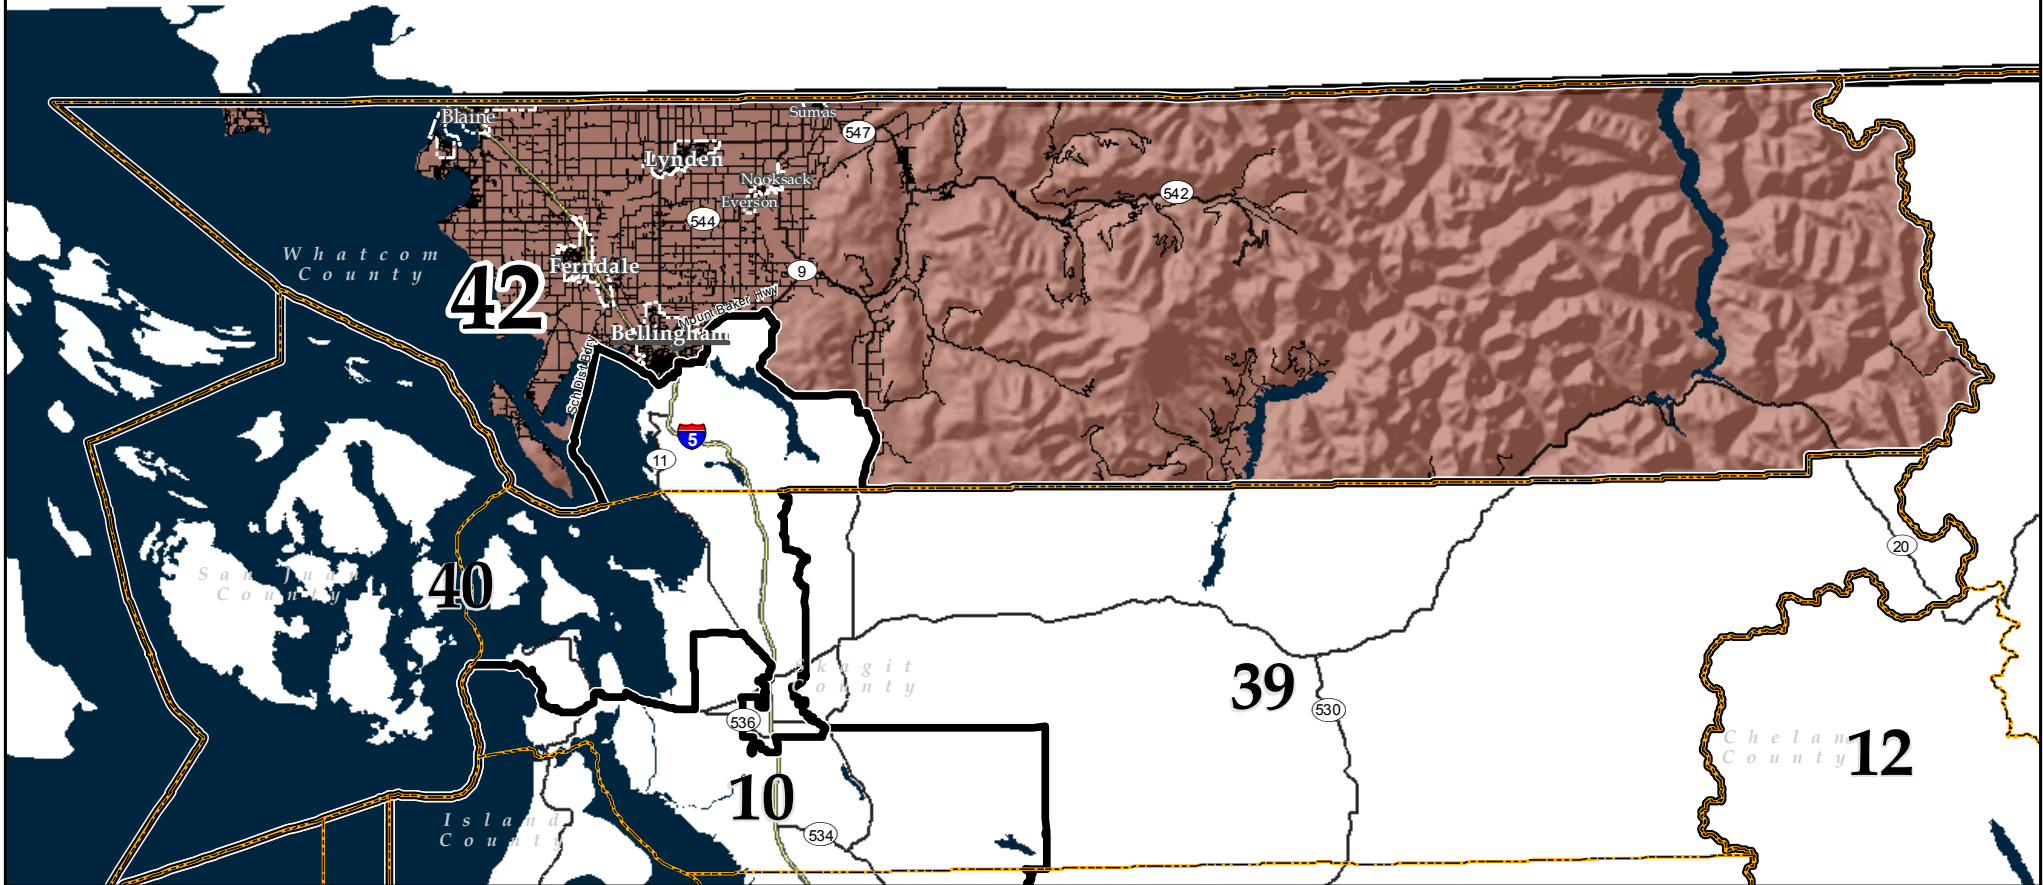 Blaine
Sumas
547
Lynden
Nooksack
542
Everson
544
Whatcom
County
42
Ferndale
9
Mount Baker Hwy
Bellingham
Sch Dist Bdry
5
11
20
San Juan
County
40
Skagit
County
39
530
536
Chelan
County
12
10
Island
County
534